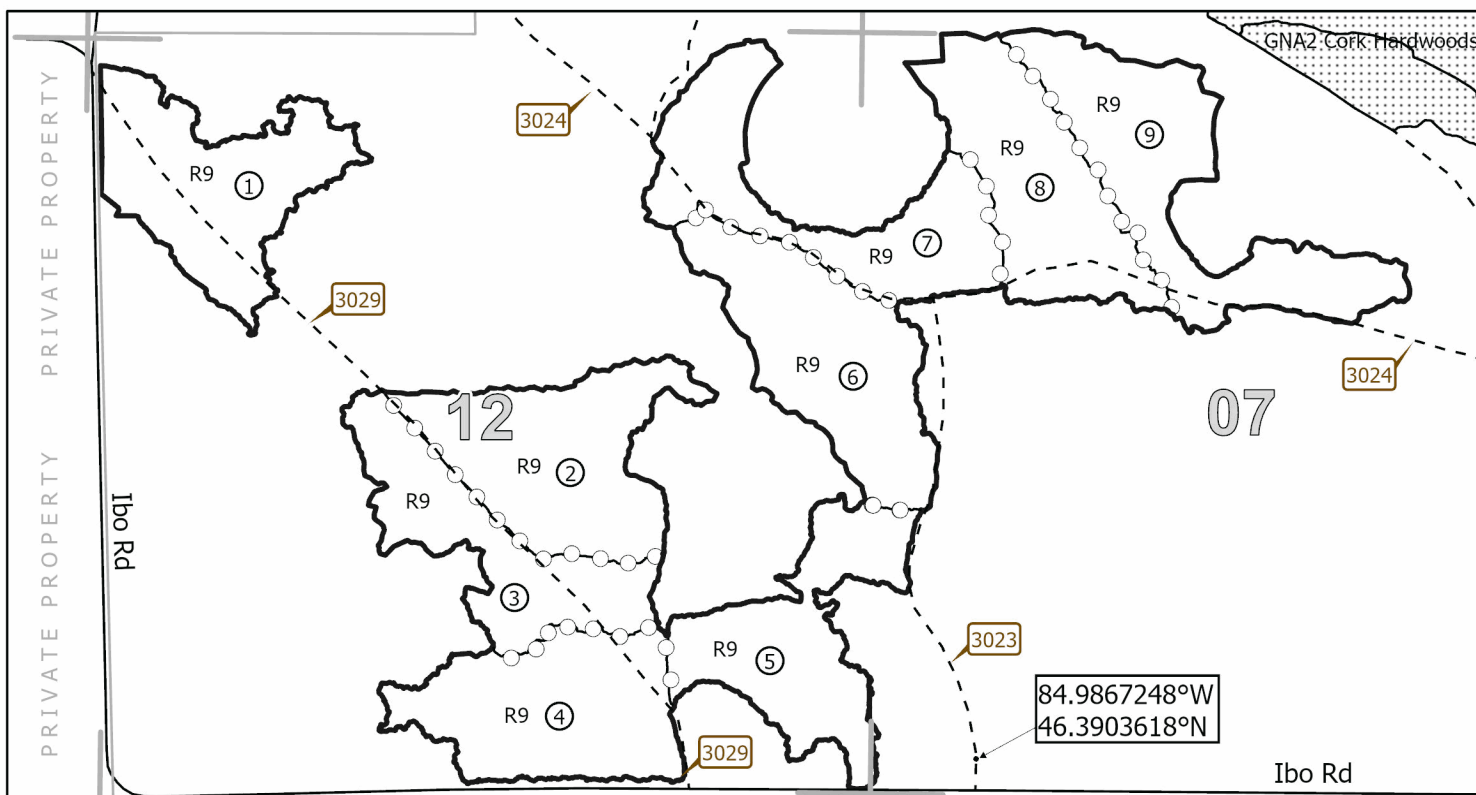 GNA2 Cork Hardwoods
PRIVATE PROPERTY
PRIVATE PROPERTY
3024
R9
9
R9
8
R9
1
R9
7
3029
R9
6
3024
12
07
R9
2
R9
Ibo Rd
3
3023
R9
5
R9
4
84.9867248°W
46.3903618°N
3029
Ibo Rd